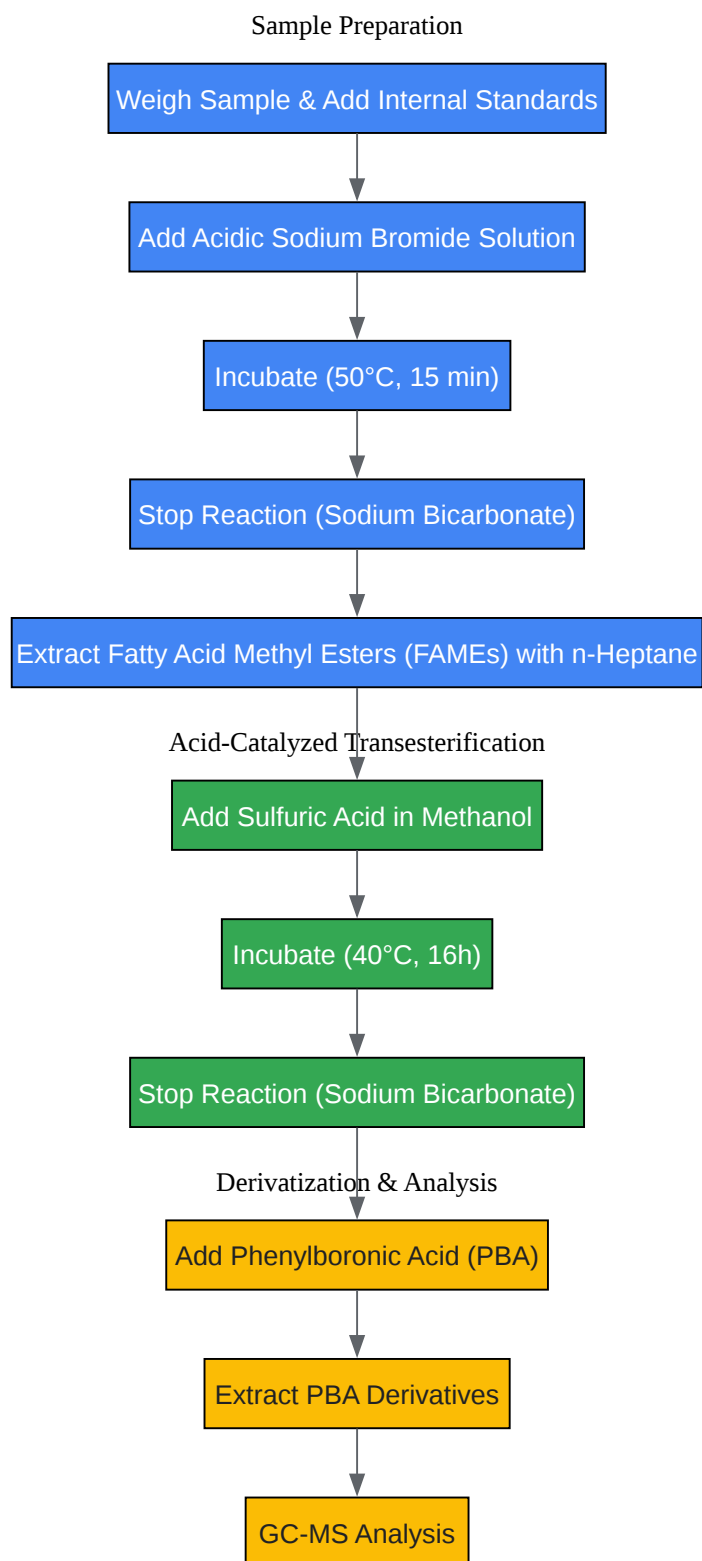 Sample Preparation
Weigh Sample & Add Internal Standards
Add Acidic Sodium Bromide Solution
Incubate (50°C, 15 min)
Stop Reaction (Sodium Bicarbonate)
Extract Fatty Acid Methyl Esters (FAMEs) with n-Heptane
Acid-Catalyzed Transesterification
Add Sulfuric Acid in Methanol
Incubate (40°C, 16h)
Stop Reaction (Sodium Bicarbonate)
Derivatization & Analysis
Add Phenylboronic Acid (PBA)
Extract PBA Derivatives
GC-MS Analysis